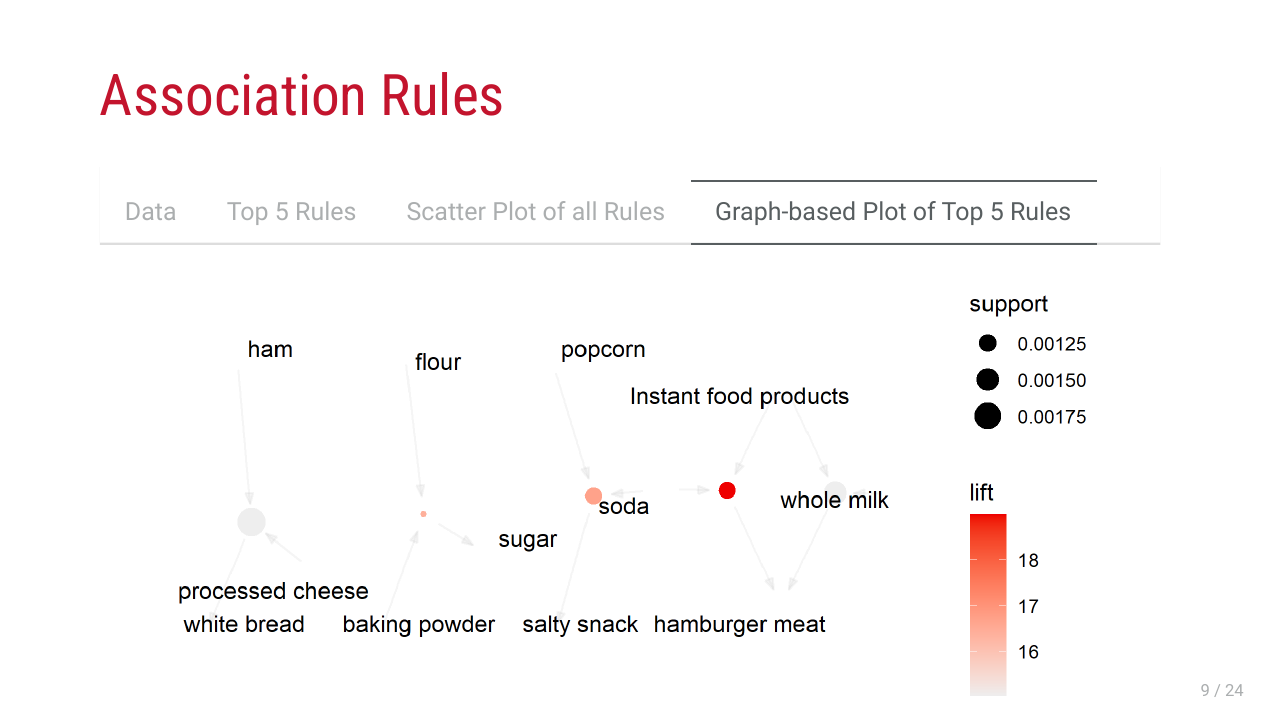 Association Rules
Data
Top 5 Rules
Scatter Plot of all Rules
Graph-based Plot of Top 5 Rules
ham
flour
popcorn
Instant food products
soda
whole milk
sugar
processed cheese
white bread
baking powder
salty snack
hamburger meat
support
0.00125
0.00150
0.00175
lift
18
17
16
9 / 24